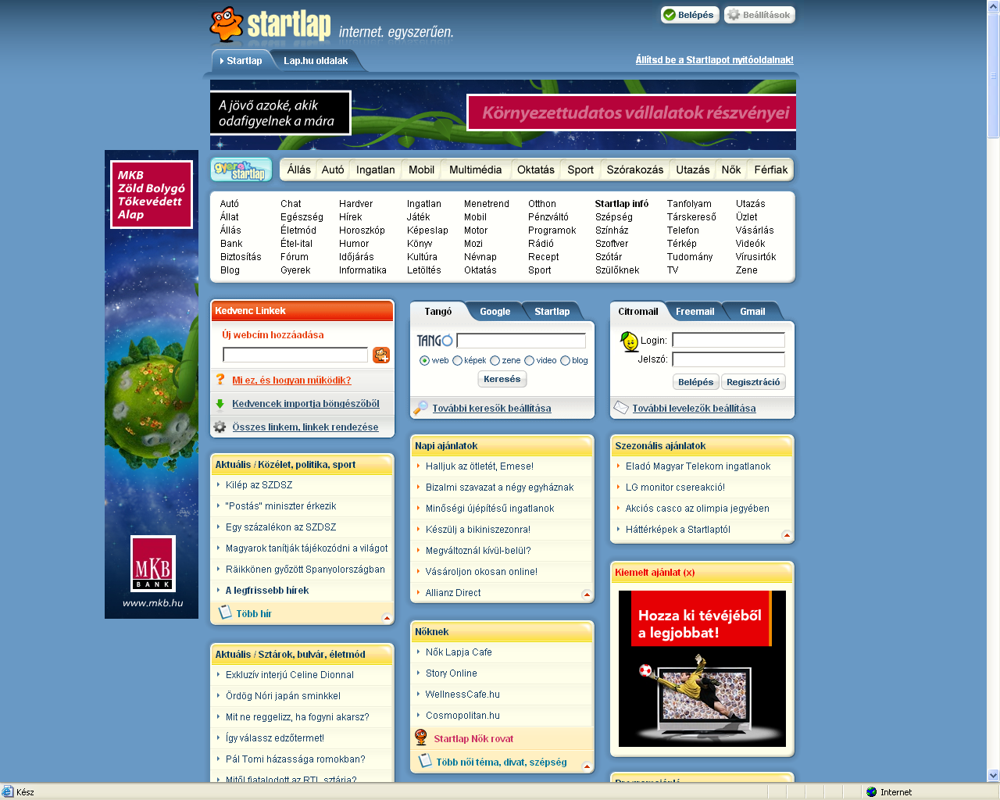 startlap internet. egyszerűen.
Belépés
Beállítások
Startlap
Lap.hu oldalak
Állítsd be a Startlapot nyitóoldalnak!
A jövő azoké, akik
odafigyelnek a mára
Környezettudatos vállalatok részvényei
MKB
Zöld Bolygó
Tőkevédett
Alap
MKB
BANK
www.mkb.hu
gyerek
startlap
Állás Autó Ingatlan Mobil Multimédia Oktatás Sport Szórakozás Utazás Nők Férfiak
Autó Chat Hardver Ingatlan Menetrend Otthon Startlap infó Tanfolyam Utazás
Állat Egészség Hírek Játék Mobil Pénzváltó Szépség Társkereső Üzlet
Állás Életmód Horoszkóp Képeslap Motor Programok Színház Telefon Vásárlás
Bank Étel-ital Humor Könyv Mozi Rádió Szoftver Térkép Videók
Biztosítás Fórum Időjárás Kultúra Névnap Recept Szótár Tudomány Vírusirtók
Blog Gyerek Informatika Letöltés Oktatás Sport Szülőknek TV Zene
Kedvenc Linkek
Új webcím hozzáadása
Mi ez, és hogyan működik?
Kedvencek importja böngészőből
Összes linkem, linkek rendezése
Aktuális / Közélet, politika, sport
Kilép az SZDSZ
"Postás" miniszter érkezik
Egy százalékon az SZDSZ
Magyarok tanítják tájékozódni a világot
Räikkönen győzött Spanyolországban
A legfrissebb hírek
Több hír
Aktuális / Sztárok, bulvár, életmód
Exkluzív interjú Celine Dionnal
Ördög Nóri japán sminkkel
Mit ne reggelizz, ha fogyni akarsz?
Így válassz edzőtermet!
Pál Tomi házassága romokban?
Mitől fiatalodott az RTL sztárja?
Tangó Google Startlap
TANGÓ
web képek zene video blog
Keresés
További keresők beállítása
Napi ajánlatok
Halljuk az ötletét, Emese!
Bizalmi szavazat a négy egyháznak
Minőségi újépítésű ingatlanok
Készülj a bikiniszezonra!
Megváltoznál kívül-belül?
Vásároljon okosan online!
Allianz Direct
Nőknek
Nők Lapja Cafe
Story Online
WellnessCafe.hu
Cosmopolitan.hu
Startlap Nők rovat
Több női téma, divat, szépség
Citromail Freemail Gmail
Login:
Jelszó:
Belépés Regisztráció
További levelezők beállítása
Szezonális ajánlatok
Eladó Magyar Telekom ingatlanok
LG monitor csereakció!
Akciós casco az olimpia jegyében
Háttérképek a Startlaptól
Kiemelt ajánlat (x)
Hozza ki tévéjéből
a legjobbat!
Programajánló
Kész
Internet